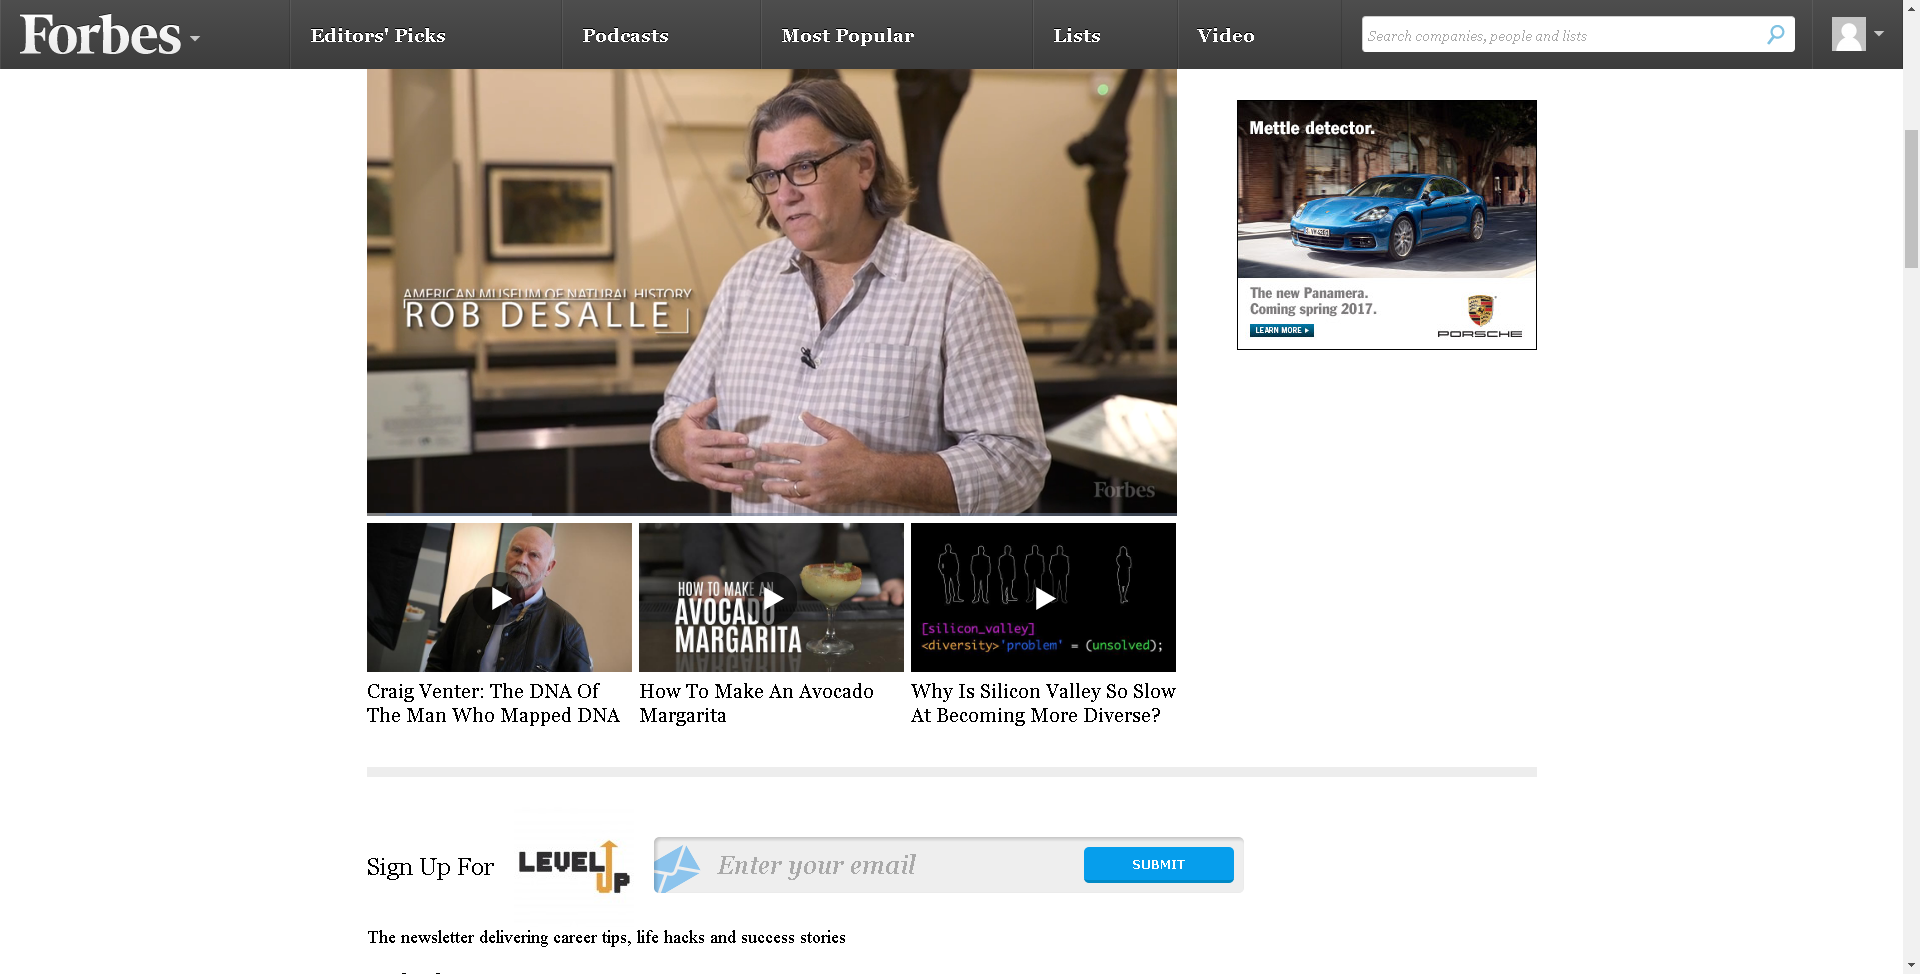 Forbes
Editors' Picks
Podcasts
Most Popular
Lists
Video
Search companies, people and lists
AMERICAN MUSEUM OF NATURAL HISTORY
ROB DESALLE
Forbes
Mettle detector.
The new Panamera.
Coming spring 2017.
LEARN MORE
PORSCHE
HOW TO MAKE AN
AVOCADO
MARGARITA
[silicon_valley]
<diversity>'problem' = (unsolved);
Craig Venter: The DNA Of
The Man Who Mapped DNA
How To Make An Avocado
Margarita
Why Is Silicon Valley So Slow
At Becoming More Diverse?
Sign Up For
LEVEL UP
Enter your email
SUBMIT
The newsletter delivering career tips, life hacks and success stories